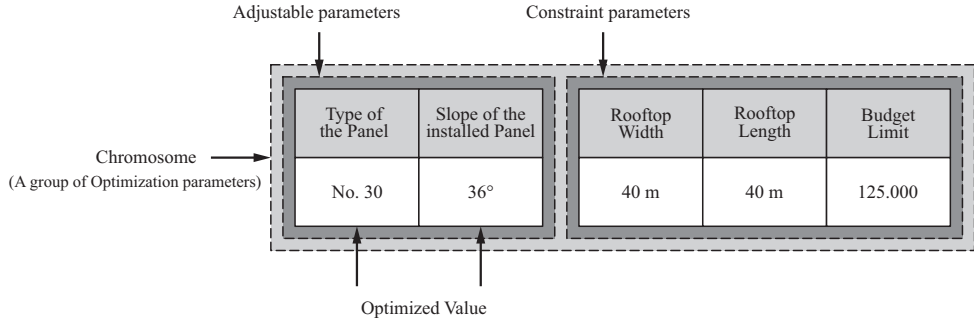 Adjustable parameters
Constraint parameters
Type of
the Panel
Slope of the
installed Panel
Rooftop
Width
Rooftop
Length
Budget
Limit
Chromosome
(A group of Optimization parameters)
No. 30
36°
40 m
40 m
125.000
Optimized Value